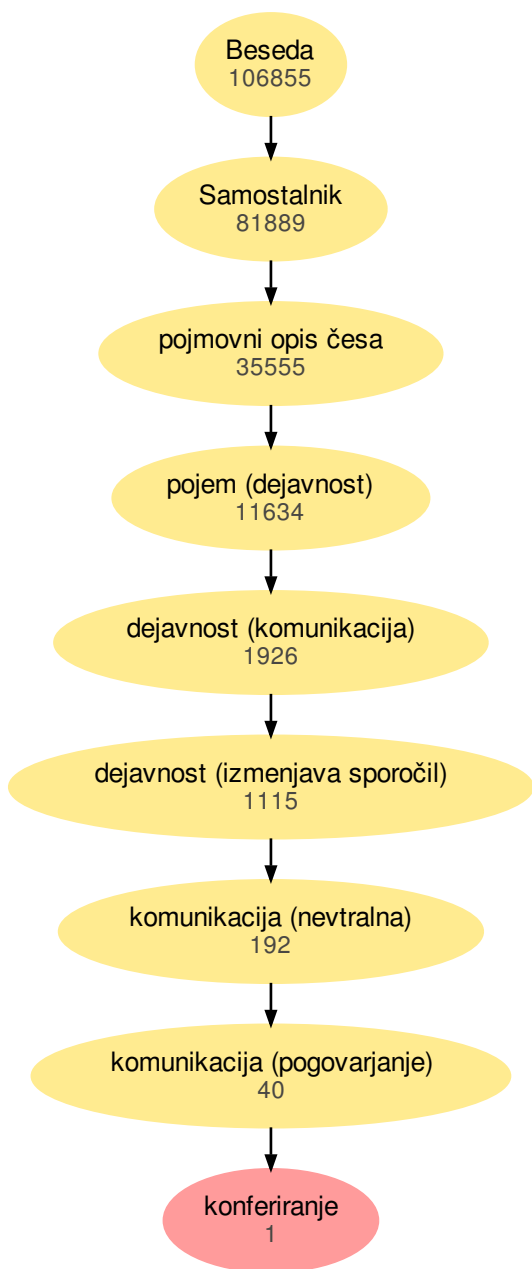 Beseda
106855
Samostalnik
81889
pojmovni opis česa
35555
pojem (dejavnost)
11634
dejavnost (komunikacija)
1926
dejavnost (izmenjava sporočil)
1115
komunikacija (nevtralna)
192
komunikacija (pogovarjanje)
40
konferiranje
1